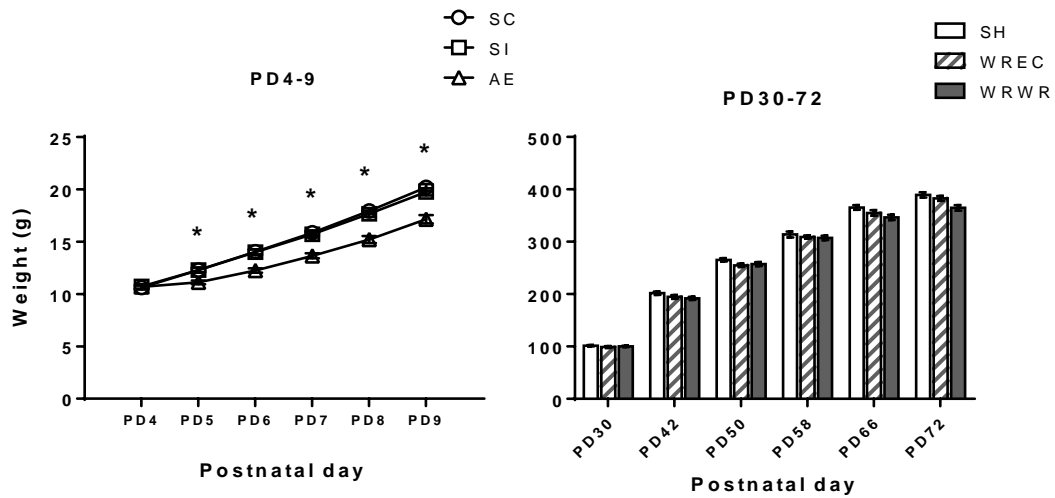 SC
SI
AE
PD4-9
Weight (g)
25
20
15
10
5
0
* * * * *
PD4 PD5 PD6 PD7 PD8 PD9
Postnatal day
SH
WREC
WRWR
PD30-72
500
400
300
200
100
0
PD30 PD42 PD50 PD58 PD66 PD72
Postnatal day